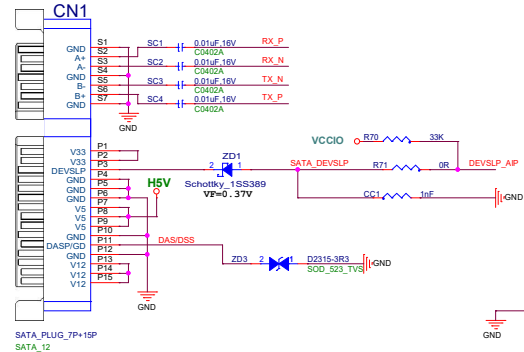 CN1
GND S1
A+ S2 SC1 0.01uF,16V RX_P
C0402A
A- S3 SC2 0.01uF,16V RX_N
C0402A
GND S4
B- S5 SC3 0.01uF,16V TX_N
C0402A
B+ S6 SC4 0.01uF,16V TX_P
C0402A
GND S7
GND
V33 P1
V33 P2
DEVSLP P3
GND P4
GND P5
GND P6
V5 P7
V5 P8
V5 P9
GND P10
DASP/GD P11
GND P12
V12 P13
V12 P14
V12 P15
VCCIO R70 33K
ZD1
2 1
Schottky_1SS389
VF=0.37V
SATA_DEVSLP R71 0R DEVSLP_AIP
CC1 1nF GND
H5V
DAS/DSS
ZD3 2 1 D2315-3R3
SOD_523_TVS
GND
GND
GND
SATA_PLUG_7P+15P
SATA_12